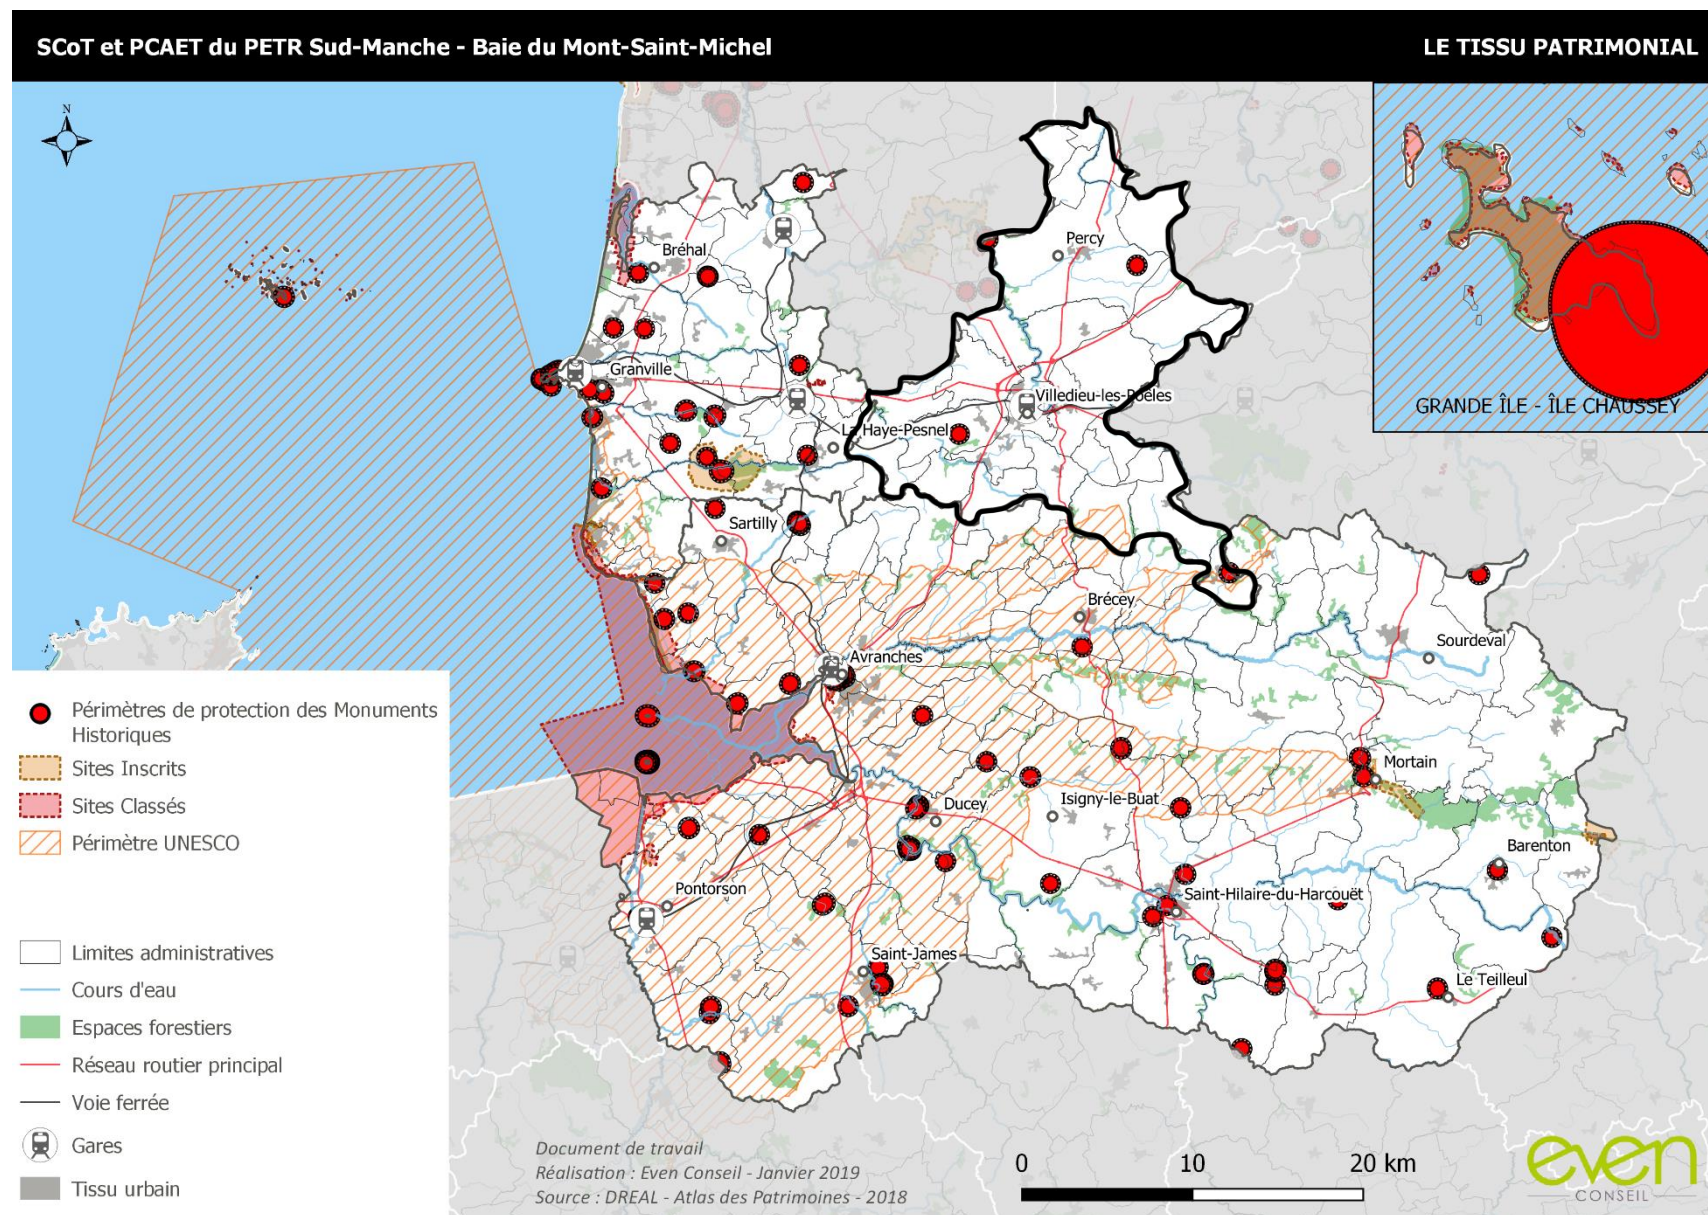 SCoT et PCAET du PETR Sud-Manche - Baie du Mont-Saint-Michel
LE TISSU PATRIMONIAL
N
GRANDE ÎLE - ÎLE CHAUSSEY
Percy
Bréhal
Granville
Villedieu-les-Poêles
La Haye-Pesnel
Sartilly
Brécey
Sourdeval
Avranches
Mortain
Ducey
Isigny-le-Buat
Barenton
Pontorson
Saint-Hilaire-du-Harcouët
Saint-James
Le Teilleul
Périmètres de protection des Monuments
Historiques
Sites Inscrits
Sites Classés
Périmètre UNESCO
Limites administratives
Cours d'eau
Espaces forestiers
Réseau routier principal
Voie ferrée
Gares
Tissu urbain
Document de travail
Réalisation : Even Conseil - Janvier 2019
Source : DREAL - Atlas des Patrimoines - 2018
0 10 20 km
even
CONSEIL